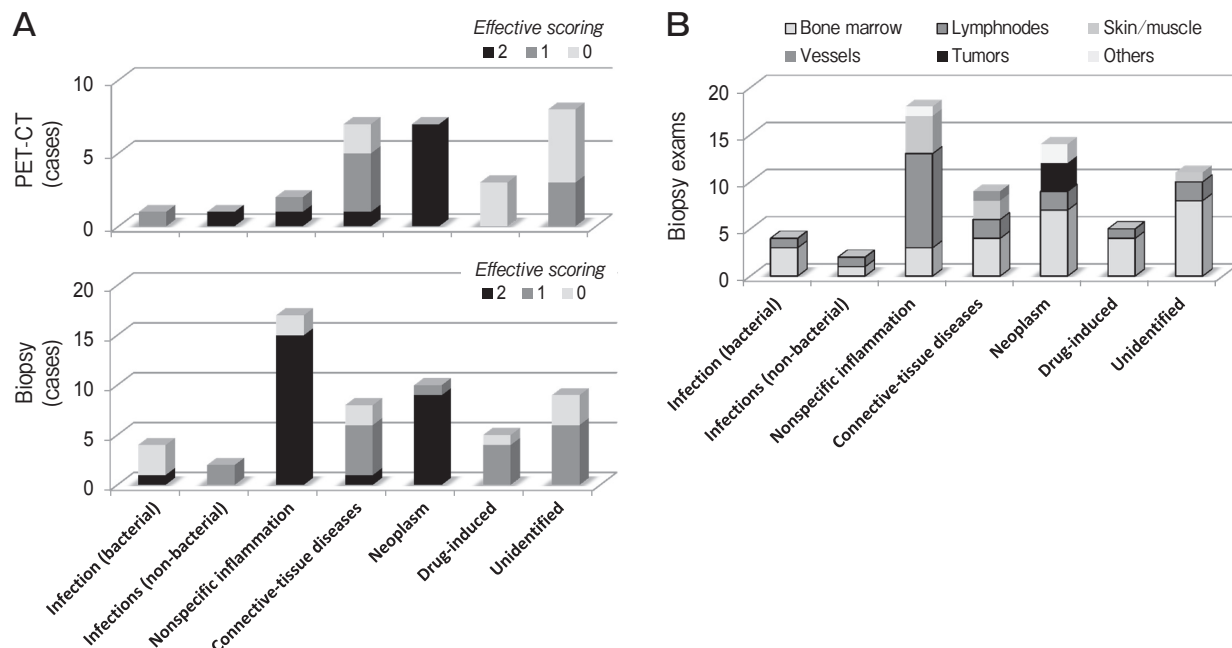 A
Effective scoring
2 1 0
10
5
0
PET-CT
(cases)
Effective scoring
2 1 0
20
15
10
5
0
Biopsy
(cases)
Infection (bacterial)
Infections (non-bacterial)
Nonspecific inflammation
Connective-tissue diseases
Neoplasm
Drug-induced
Unidentified
B
Bone marrow Lymphnodes Skin/muscle
Vessels Tumors Others
20
15
10
5
0
Biopsy exams
Infection (bacterial)
Infections (non-bacterial)
Nonspecific inflammation
Connective-tissue diseases
Neoplasm
Drug-induced
Unidentified